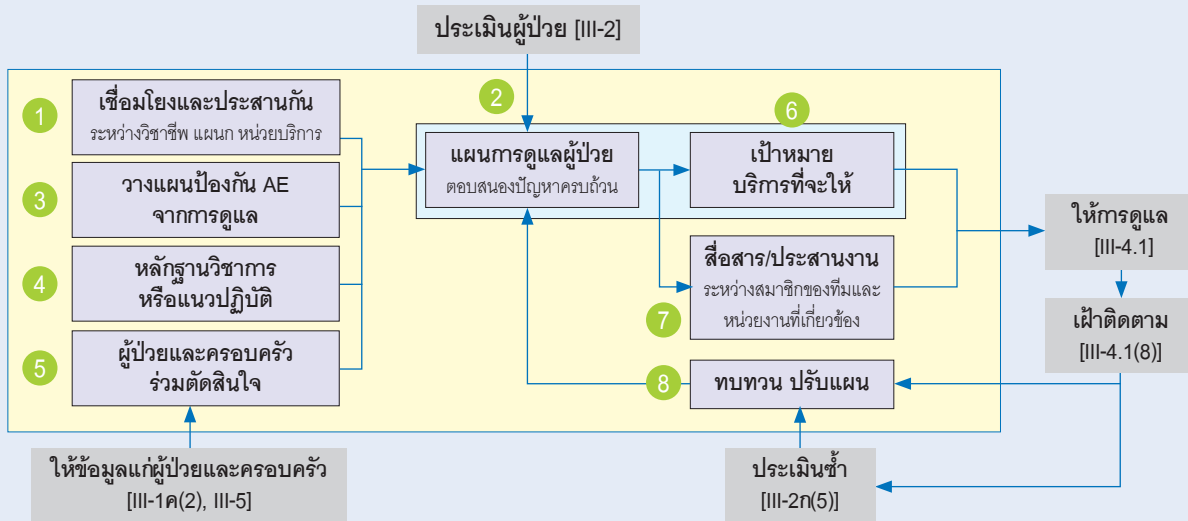 ประเมินผู้ป่วย [III-2]
1
เชื่อมโยงและประสานกัน
ระหว่างวิชาชีพ แผนก หน่วยบริการ
2
แผนการดูแลผู้ป่วย
ตอบสนองปัญหาครบถ้วน
6
เป้าหมาย
บริการที่จะให้
3
วางแผนป้องกัน AE
จากการดูแล
4
หลักฐานวิชาการ
หรือแนวปฏิบัติ
5
ผู้ป่วยและครอบครัว
ร่วมตัดสินใจ
7
สื่อสาร/ประสานงาน
ระหว่างสมาชิกของทีมและ
หน่วยงานที่เกี่ยวข้อง
8
ทบทวน ปรับแผน
ให้การดูแล
[III-4.1]
เฝ้าติดตาม
[III-4.1(8)]
ให้ข้อมูลแก่ผู้ป่วยและครอบครัว
[III-1ค(2), III-5]
ประเมินซ้ำ
[III-2ก(5)]